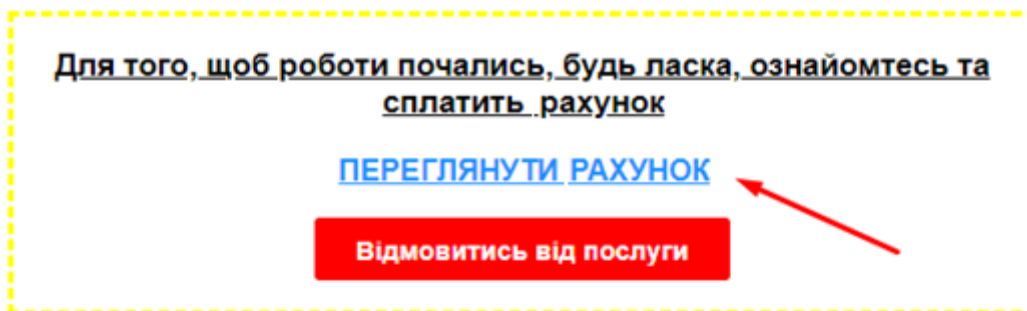 Для того, щоб роботи почались, будь ласка, ознайомтесь та
сплатить рахунок
ПЕРЕГЛЯНУТИ РАХУНОК
Відмовитись від послуги